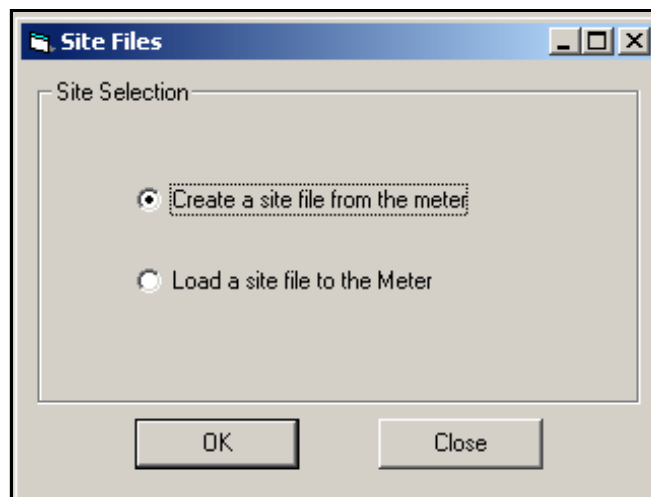 Site Files
Site Selection
Create a site file from the meter
Load a site file to the Meter
OK
Close